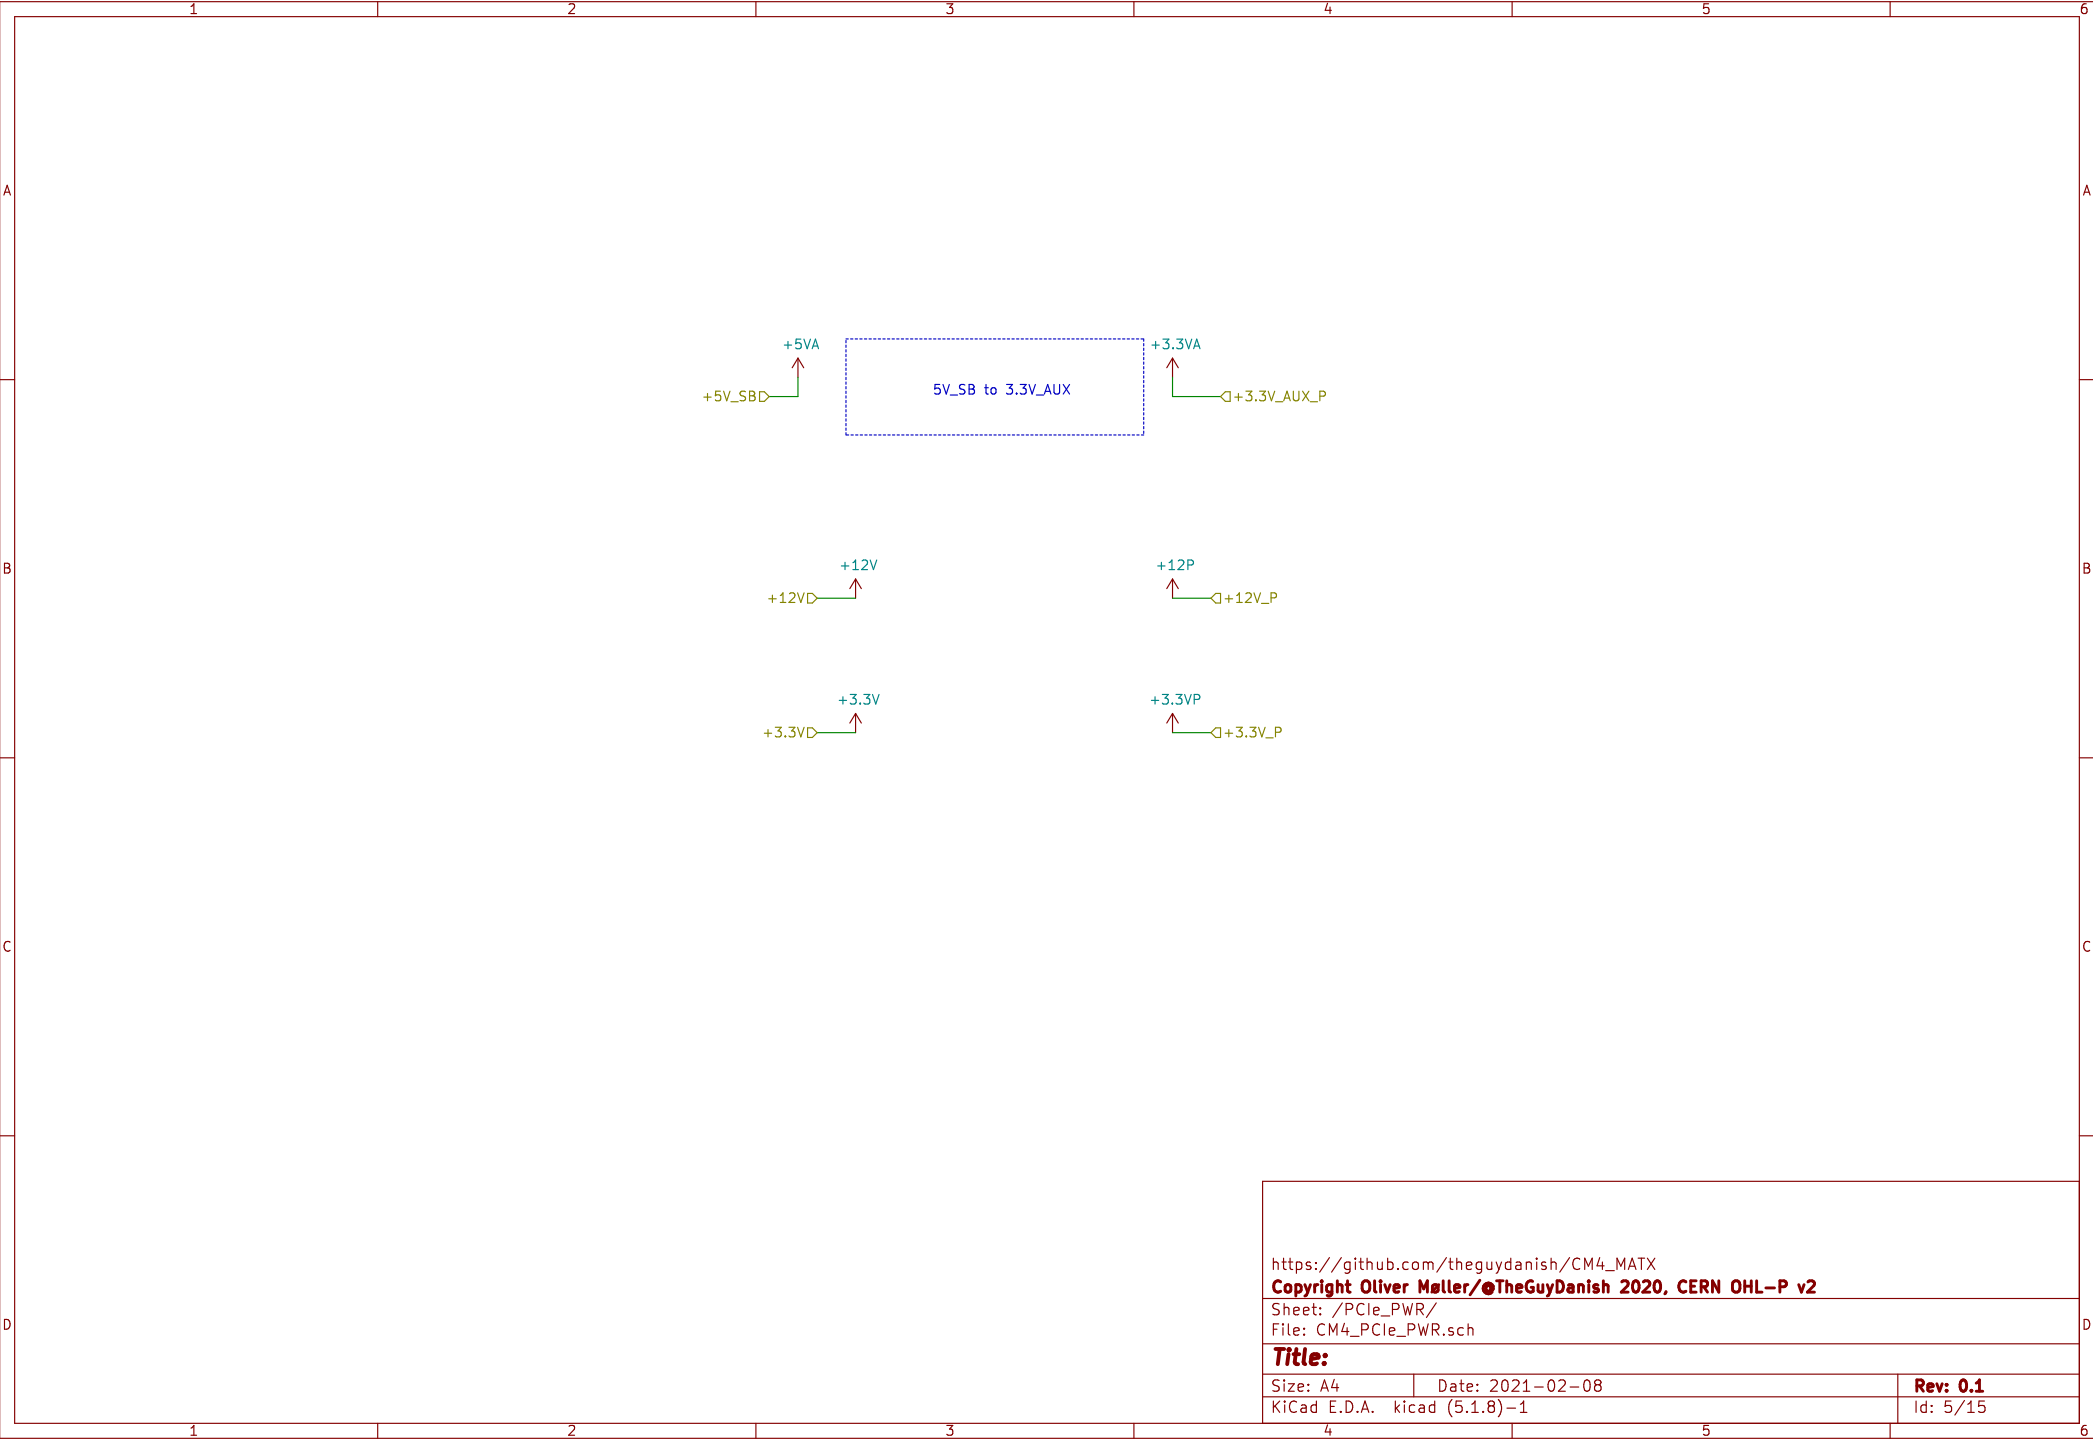 1 2 3 4 5 6
A A
+5VA +3.3VA
5V_SB to 3.3V_AUX
+5V_SB +3.3V_AUX_P
+12V +12P
B B
+12V +12V_P
+3.3V +3.3VP
+3.3V +3.3V_P
C C
https://github.com/theguydanish/CM4_MATX
Copyright Oliver Møller/@TheGuyDanish 2020, CERN OHL-P v2
Sheet: /PCIe_PWR/
D D
File: CM4_PCIe_PWR.sch
Title:
Size: A4 Date: 2021-02-08 Rev: 0.1
KiCad E.D.A. kicad (5.1.8)-1 Id: 5/15
1 2 3 4 5 6